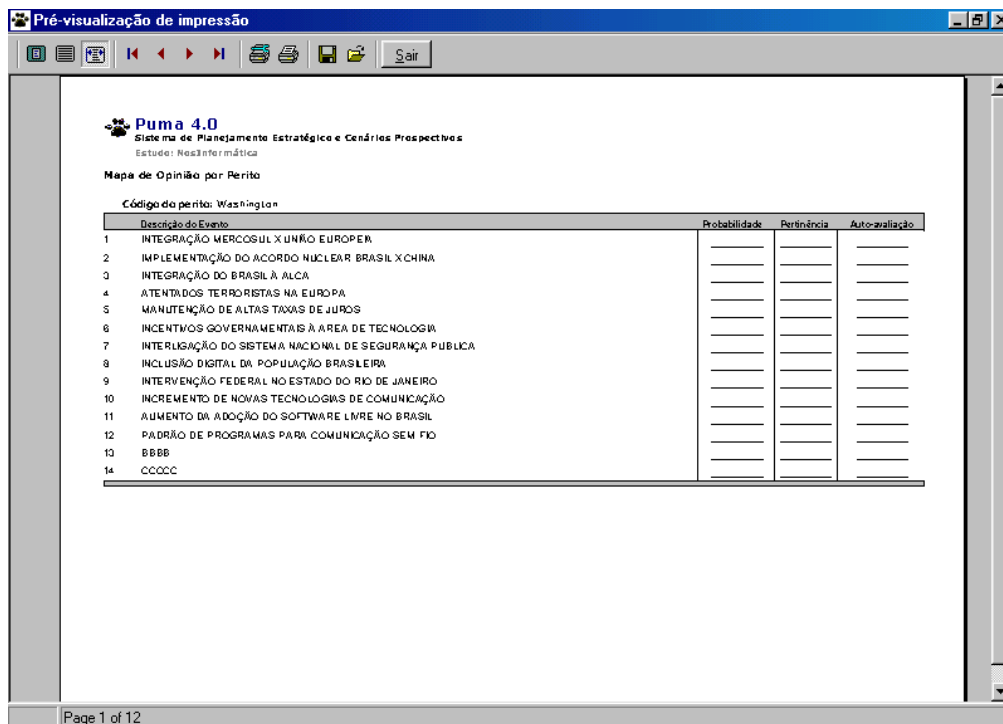 Pré-visualização de impressão
Sair
Puma 4.0
Sistema de Planejamento Estratégico e Cenários Prospectivos
Estudo: NosInformática
Mapa de Opinião por Perito
Código do perito: Washington
Descrição do Evento Probabilidade Pertinência Auto-avaliação
1 INTEGRAÇÃO MERCOSUL X UNIÃO EUROPEIA
2 IMPLEMENTAÇÃO DO ACORDO NUCLEAR BRASIL X CHINA
3 INTEGRAÇÃO DO BRASIL À ALCA
4 ATENTADOS TERRORISTAS NA EUROPA
5 MANUTENÇÃO DE ALTAS TAXAS DE JUROS
6 INCENTIVOS GOVERNAMENTAIS À AREA DE TECNOLOGIA
7 INTERLIGAÇÃO DO SISTEMA NACIONAL DE SEGURANÇA PUBLICA
8 INCLUSÃO DIGITAL DA POPULAÇÃO BRASILEIRA
9 INTERVENÇÃO FEDERAL NO ESTADO DO RIO DE JANEIRO
10 INCREMENTO DE NOVAS TECNOLOGIAS DE COMUNICAÇÃO
11 AUMENTO DA ADOÇÃO DO SOFTWARE LIVRE NO BRASIL
12 PADRÃO DE PROGRAMAS PARA COMUNICAÇÃO SEM FIO
13 BBBB
14 CCCCC
Page 1 of 12